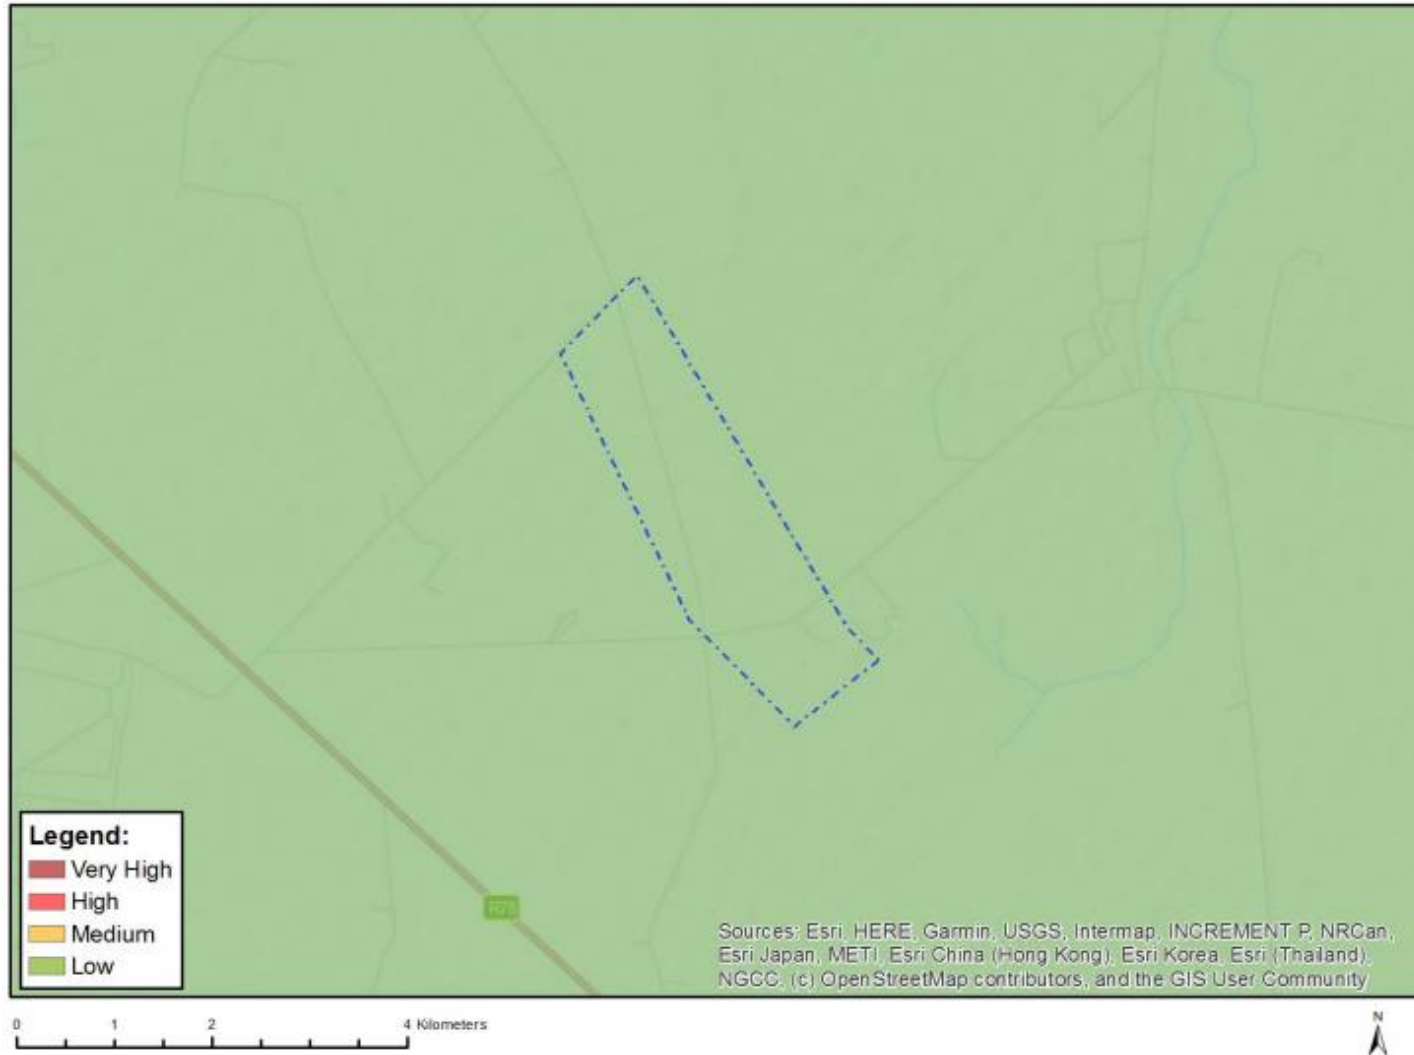 Legend:
Very High
High
Medium
Low
Sources: Esri, HERE, Garmin, USGS, Intermap, INCREMENT P, NRCan,
Esri Japan, METI, Esri China (Hong Kong), Esri Korea, Esri (Thailand),
NGCC, (c) OpenStreetMap contributors, and the GIS User Community
0 1 2 4 Kilometers
N